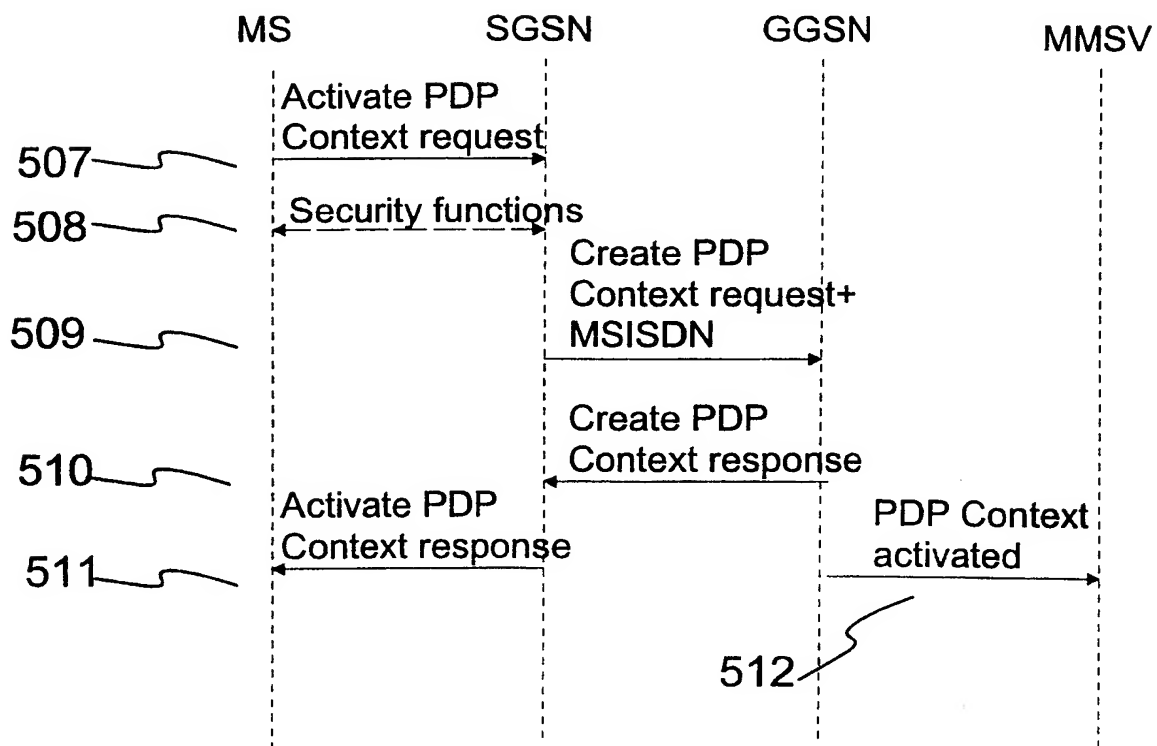 MS SGSN GGSN MMSV
Activate PDP
Context request
507
508
Security functions
Create PDP
Context request+
MSISDN
509
Create PDP
Context response
510
Activate PDP
Context response
511
PDP Context
activated
512